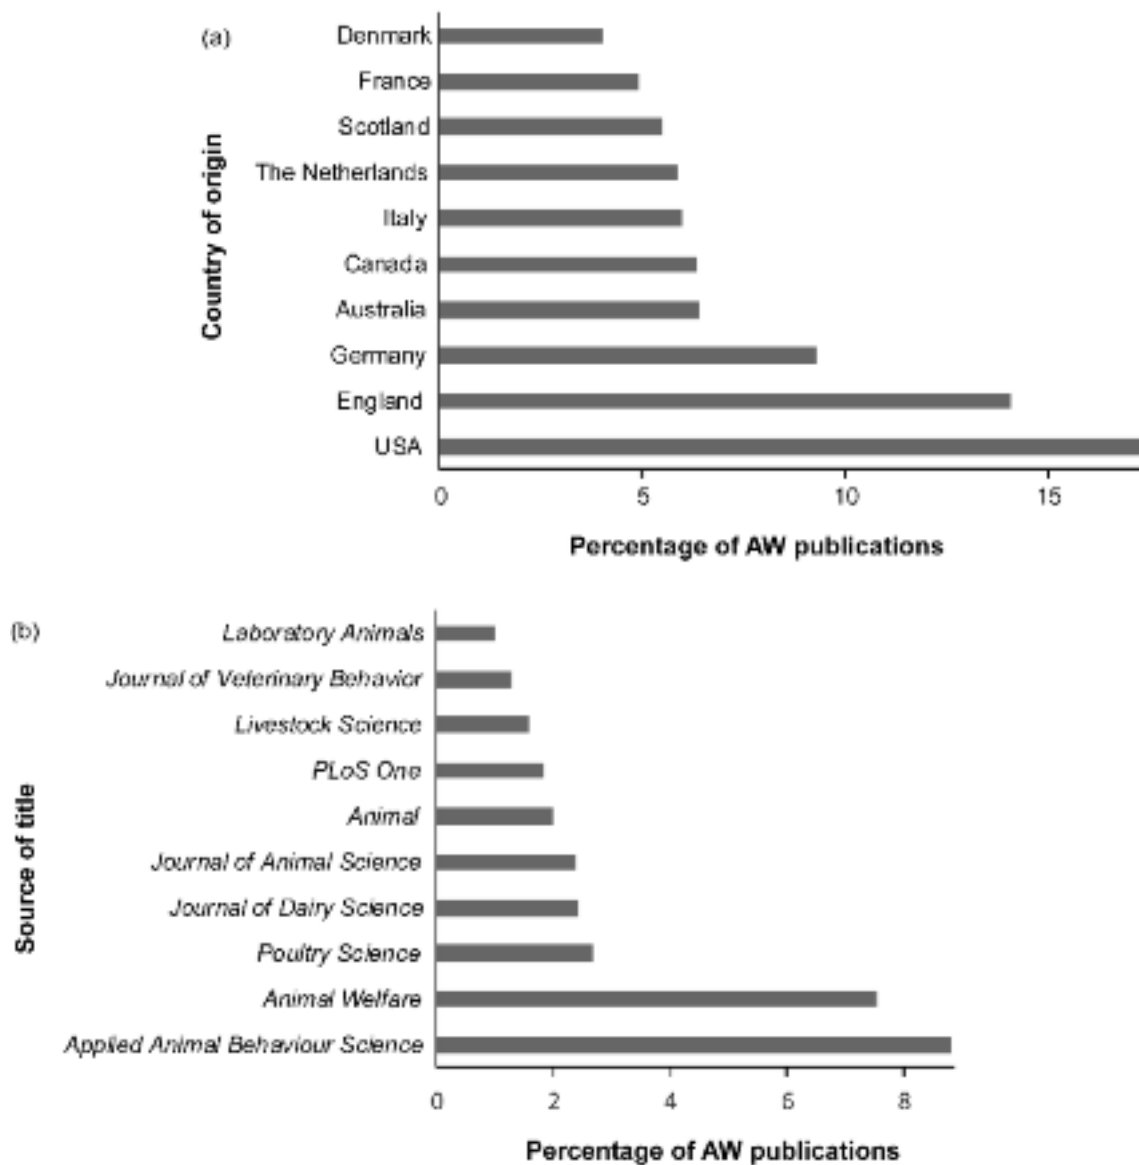 (a)
Denmark
France
Scotland
The Netherlands
Italy
Canada
Australia
Germany
England
USA
Country of origin
0 5 10 15
Percentage of AW publications
(b)
Laboratory Animals
Journal of Veterinary Behavior
Livestock Science
PLoS One
Animal
Journal of Animal Science
Journal of Dairy Science
Poultry Science
Animal Welfare
Applied Animal Behaviour Science
Source of title
0 2 4 6 8
Percentage of AW publications